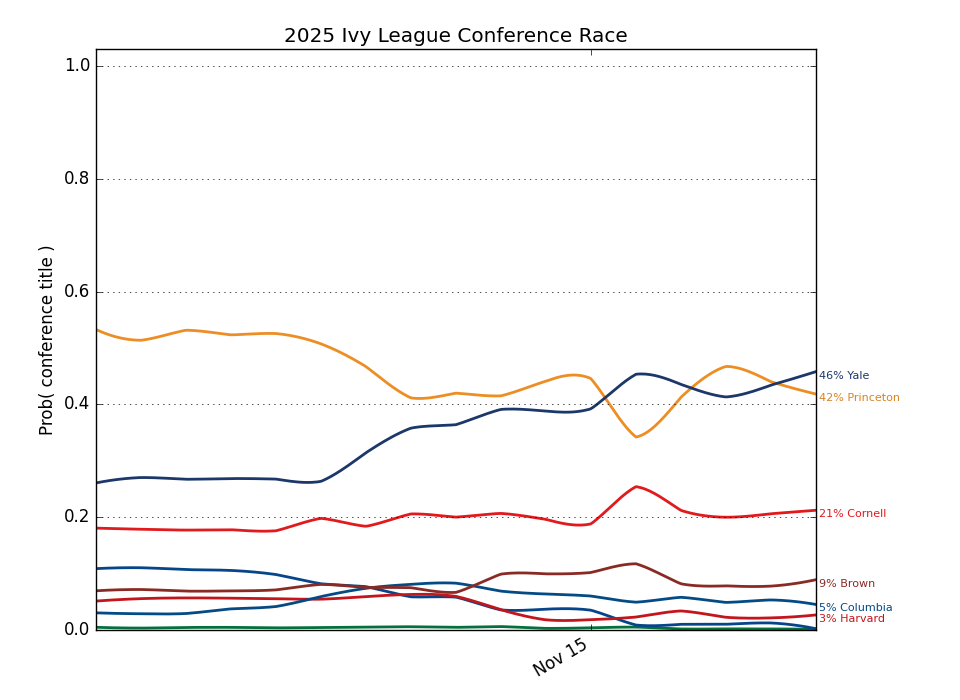 2025 Ivy League Conference Race
Prob( conference title )
1.0
0.8
0.6
0.4
0.2
0.0
46% Yale
42% Princeton
21% Cornell
9% Brown
5% Columbia
3% Harvard
Nov 15